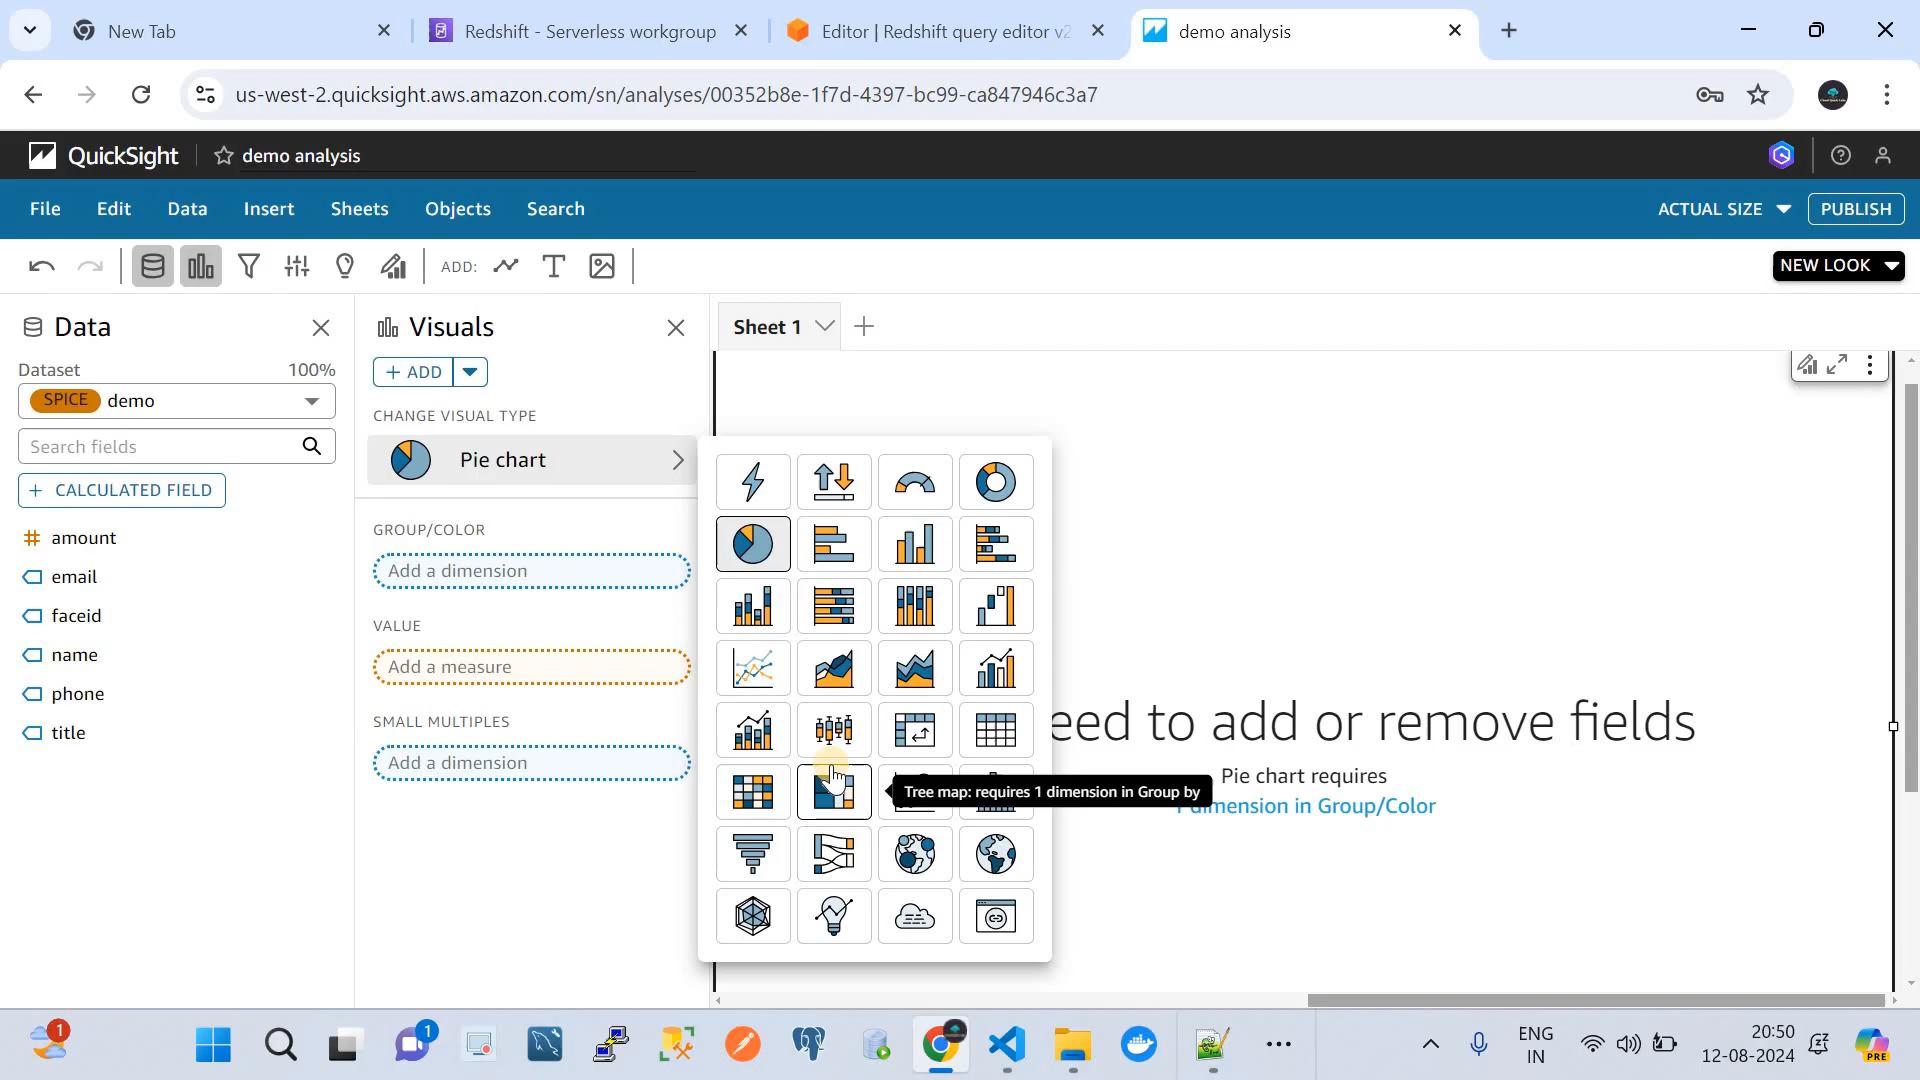 New Tab
Redshift - Serverless workgroup
Editor | Redshift query editor v2
demo analysis
us-west-2.quicksight.aws.amazon.com/sn/analyses/00352b8e-1f7d-4397-bc99-ca847946c3a7
QuickSight
demo analysis
File Edit Data Insert Sheets Objects Search
ACTUAL SIZE
PUBLISH
ADD:
NEW LOOK
Data
Dataset 100%
SPICE demo
Search fields
+ CALCULATED FIELD
amount
email
faceid
name
phone
title
Visuals
+ ADD
CHANGE VISUAL TYPE
Pie chart
GROUP/COLOR
Add a dimension
VALUE
Add a measure
SMALL MULTIPLES
Add a dimension
Sheet 1
eed to add or remove fields
Pie chart requires
1 dimension in Group/Color
Tree map: requires 1 dimension in Group by
1
1
ENG
IN
20:50
12-08-2024
PRE